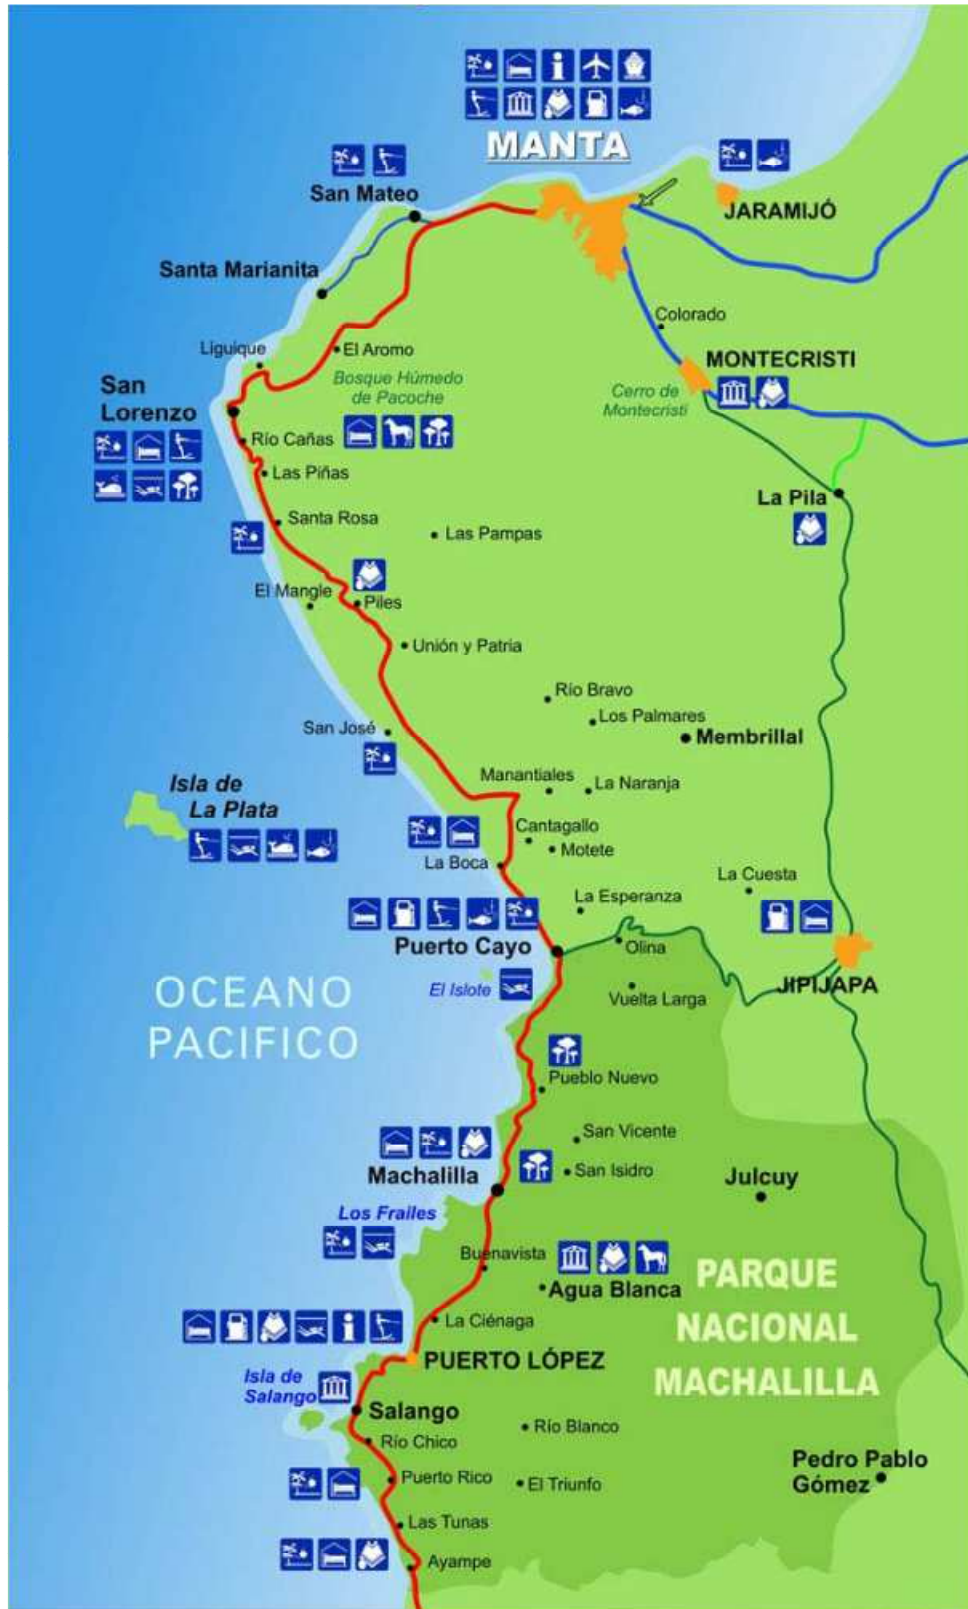 MANTA
San Mateo
JARAMIJÓ
Santa Marianita
Colorado
Liguique
El Aromo
MONTECRISTI
Bosque Húmedo
de Pacoche
Cerro de
Montecristi
San
Lorenzo
Río Cañas
Las Piñas
La Pila
Santa Rosa
Las Pampas
El Mangle
Piles
Unión y Patria
Río Bravo
Los Palmares
San José
Membrillal
Isla de
La Plata
Manantiales
La Naranja
Cantagallo
Motete
La Boca
La Cuesta
La Esperanza
Puerto Cayo
Olina
El Islote
Vuelta Larga
JIPIJAPA
OCEANO
PACIFICO
Pueblo Nuevo
San Vicente
San Isidro
Machalilla
Julcuy
Los Frailes
Buenavista
Agua Blanca
PARQUE
NACIONAL
MACHALILLA
La Ciénaga
PUERTO LÓPEZ
Isla de
Salango
Salango
Río Blanco
Río Chico
Pedro Pablo
Gómez
Puerto Rico
El Triunfo
Las Tunas
Ayampe